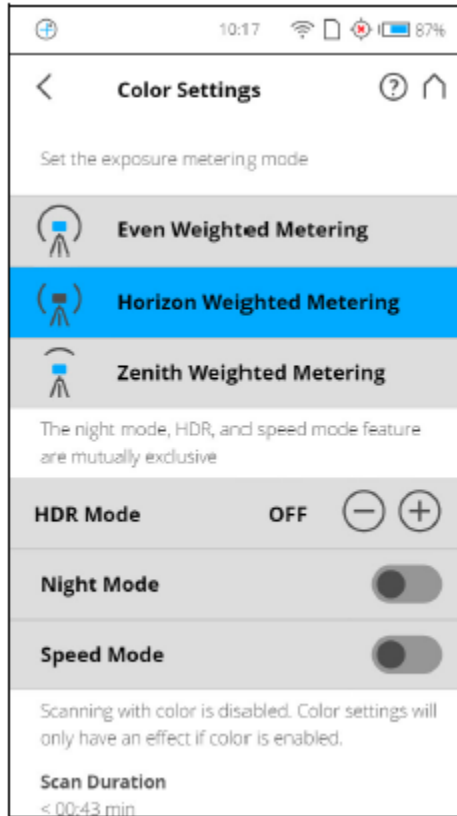 10:17 87%
Color Settings
Set the exposure metering mode
Even Weighted Metering
Horizon Weighted Metering
Zenith Weighted Metering
The night mode, HDR, and speed mode feature
are mutually exclusive
HDR Mode OFF
Night Mode
Speed Mode
Scanning with color is disabled. Color settings will
only have an effect if color is enabled.
Scan Duration
< 00:43 min